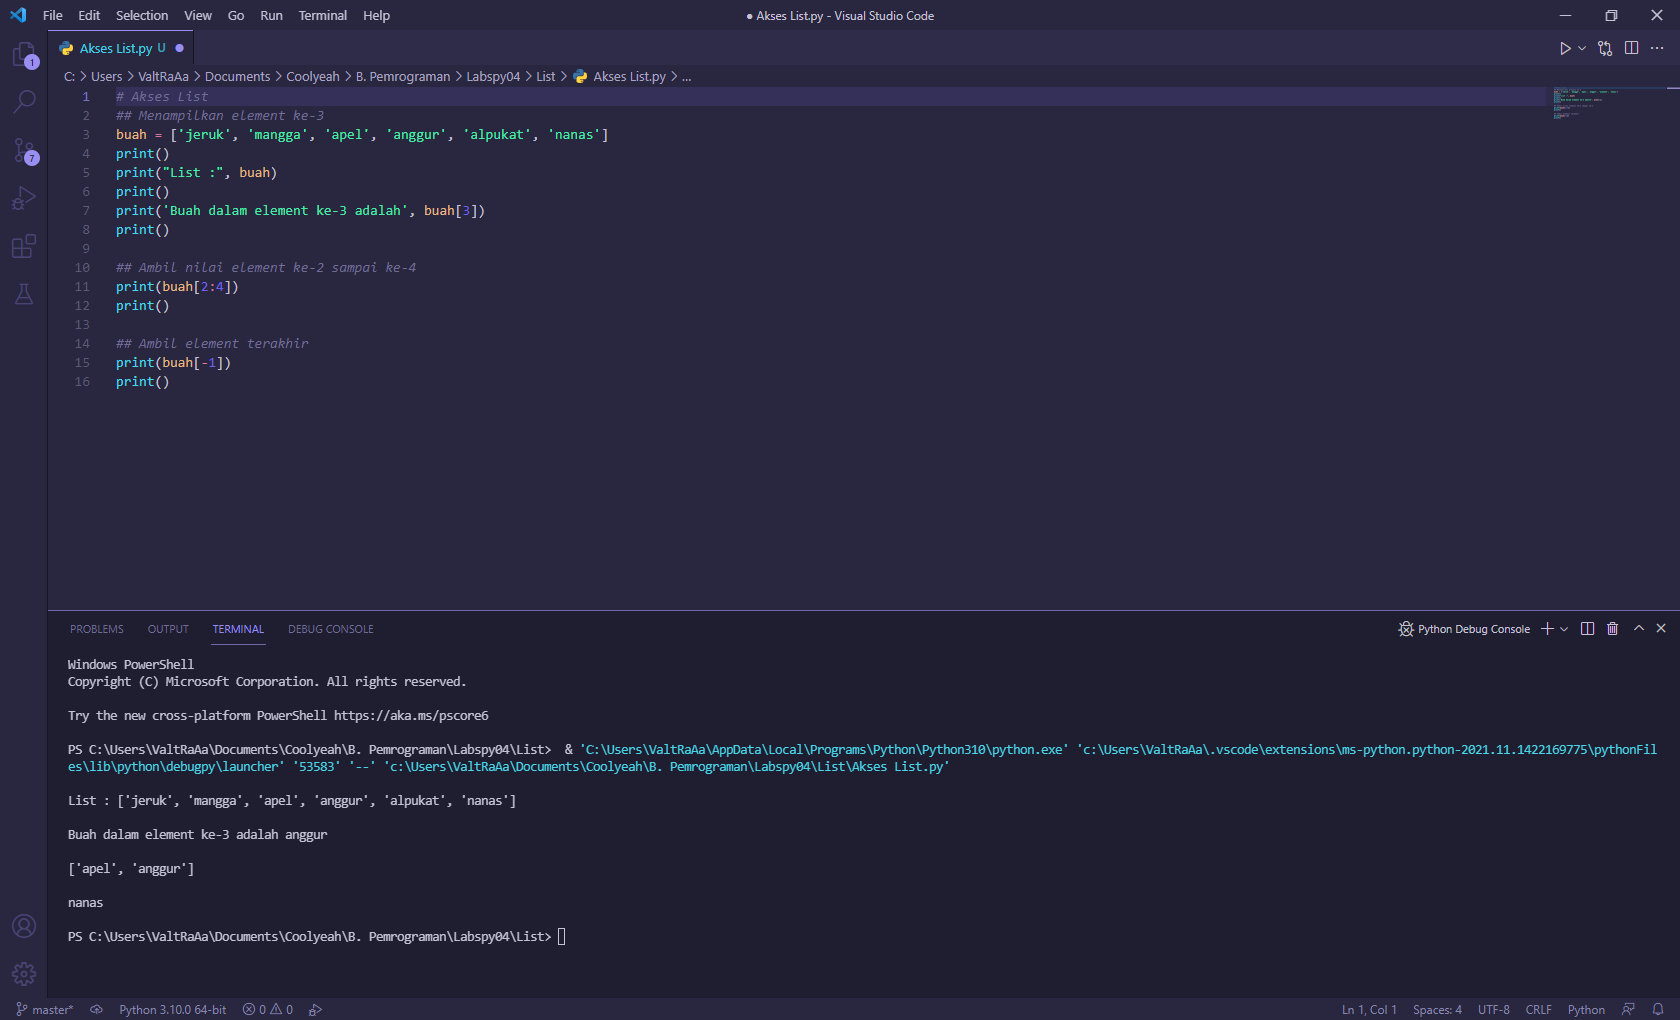 File Edit Selection View Go Run Terminal Help ● Akses List.py - Visual Studio Code
Akses List.py U ●
C: > Users > ValtRaAa > Documents > Coolyeah > B. Pemrograman > Labspy04 > List > Akses List.py > ...
1 # Akses List
2 ## Menampilkan element ke-3
3 buah = ['jeruk', 'mangga', 'apel', 'anggur', 'alpukat', 'nanas']
4 print()
5 print("List :", buah)
6 print()
7 print('Buah dalam element ke-3 adalah', buah[3])
8 print()
9
10 ## Ambil nilai element ke-2 sampai ke-4
11 print(buah[2:4])
12 print()
13
14 ## Ambil element terakhir
15 print(buah[-1])
16 print()
1
7
PROBLEMS OUTPUT TERMINAL DEBUG CONSOLE Python Debug Console
Windows PowerShell
Copyright (C) Microsoft Corporation. All rights reserved.
Try the new cross-platform PowerShell https://aka.ms/pscore6
PS C:\Users\ValtRaAa\Documents\Coolyeah\B. Pemrograman\Labspy04\List>  & 'C:\Users\ValtRaAa\AppData\Local\Programs\Python\Python310\python.exe' 'c:\Users\ValtRaAa\.vscode\extensions\ms-python.python-2021.11.1422169775\pythonFil
es\lib\python\debugpy\launcher' '53583' '--' 'c:\Users\ValtRaAa\Documents\Coolyeah\B. Pemrograman\Labspy04\List\Akses List.py'
List : ['jeruk', 'mangga', 'apel', 'anggur', 'alpukat', 'nanas']
Buah dalam element ke-3 adalah anggur
['apel', 'anggur']
nanas
PS C:\Users\ValtRaAa\Documents\Coolyeah\B. Pemrograman\Labspy04\List>
master* Python 3.10.0 64-bit 0 0 Ln 1, Col 1 Spaces: 4 UTF-8 CRLF Python